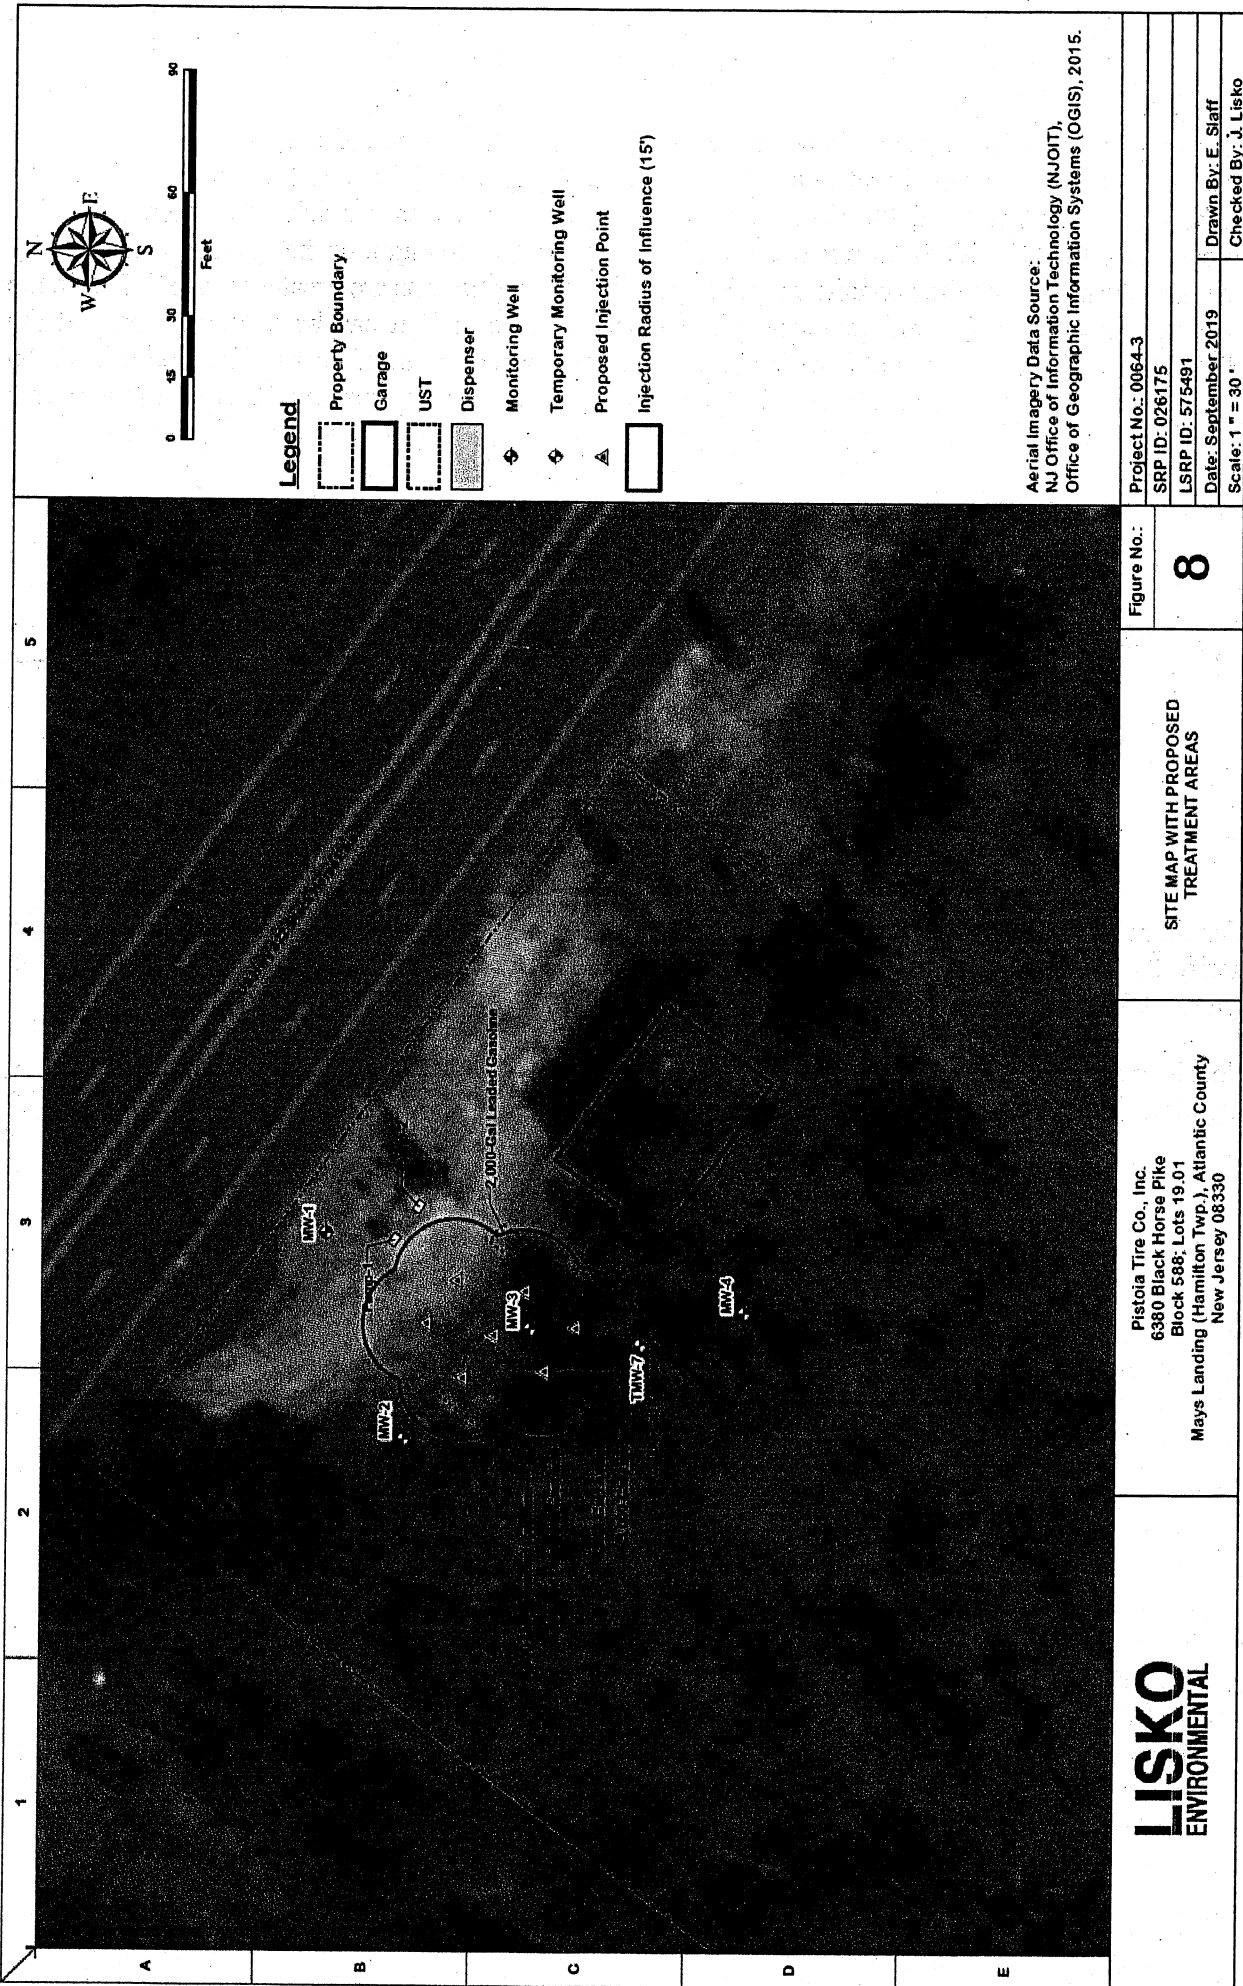 1
2
3
4
5
A
B
C
D
E
MW-1
MW-2
2,000-Gal Leaded Gasoline
MW-3
MW-4
TMW-7
N
W
E
S
0
15
30
60
90
Feet
Legend
Property Boundary
Garage
UST
Dispenser
Monitoring Well
Temporary Monitoring Well
Proposed Injection Point
Injection Radius of Influence (15')
Aerial Imagery Data Source:
NJ Office of Information Technology (NJOIT),
Office of Geographic Information Systems (OGIS), 2015.
LISKO
ENVIRONMENTAL
Pistoia Tire Co., Inc.
6380 Black Horse Pike
Block 588; Lots 19.01
Mays Landing (Hamilton Twp.), Atlantic County
New Jersey 08330
SITE MAP WITH PROPOSED
TREATMENT AREAS
Figure No.:
8
Project No.: 0064-3
SRP ID: 026175
LSRP ID: 575491
Date: September 2019
Drawn By: E. Slaff
Scale: 1 " = 30 '
Checked By: J. Lisko